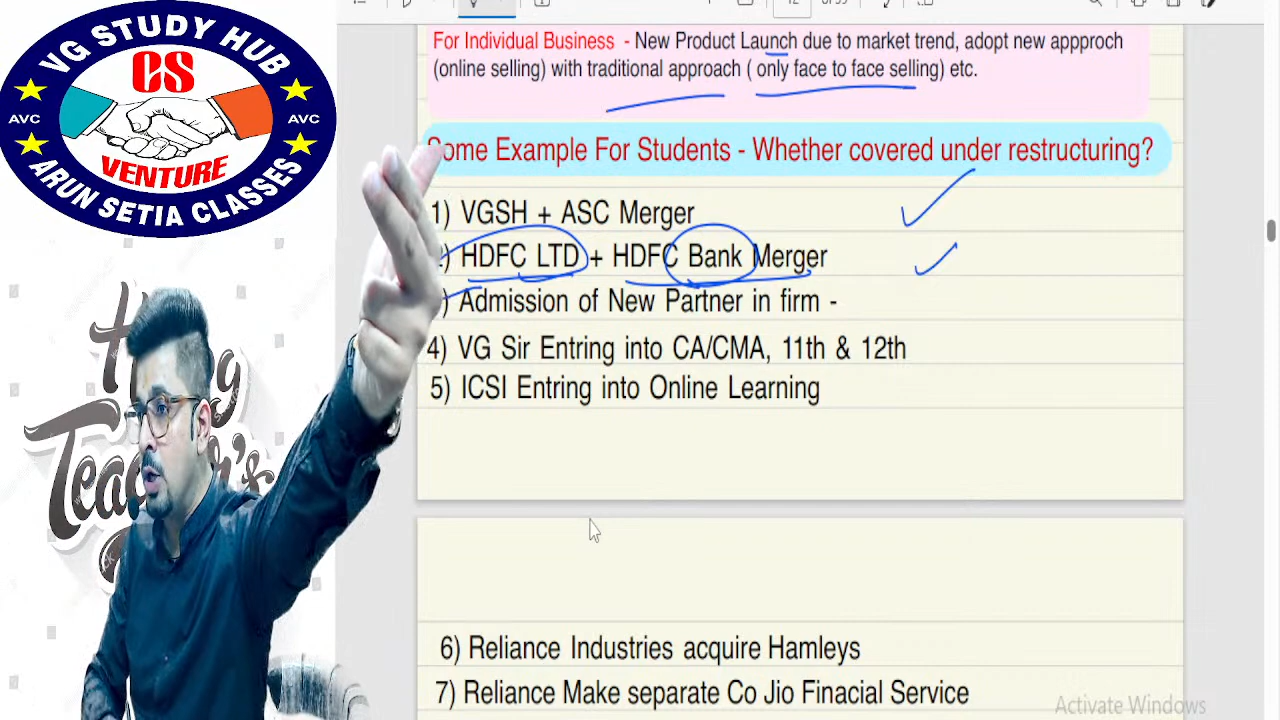 VG STUDY HUB
CS
AVC
AVC
VENTURE
ARUN SETIA CLASSES
For Individual Business - New Product Launch due to market trend, adopt new appproch
(online selling) with traditional approach ( only face to face selling) etc.
Some Example For Students - Whether covered under restructuring?
1) VGSH + ASC Merger
2) HDFC LTD + HDFC Bank Merger
) Admission of New Partner in firm -
4) VG Sir Entring into CA/CMA, 11th & 12th
5) ICSI Entring into Online Learning
6) Reliance Industries acquire Hamleys
7) Reliance Make separate Co Jio Finacial Service
Activate Windows